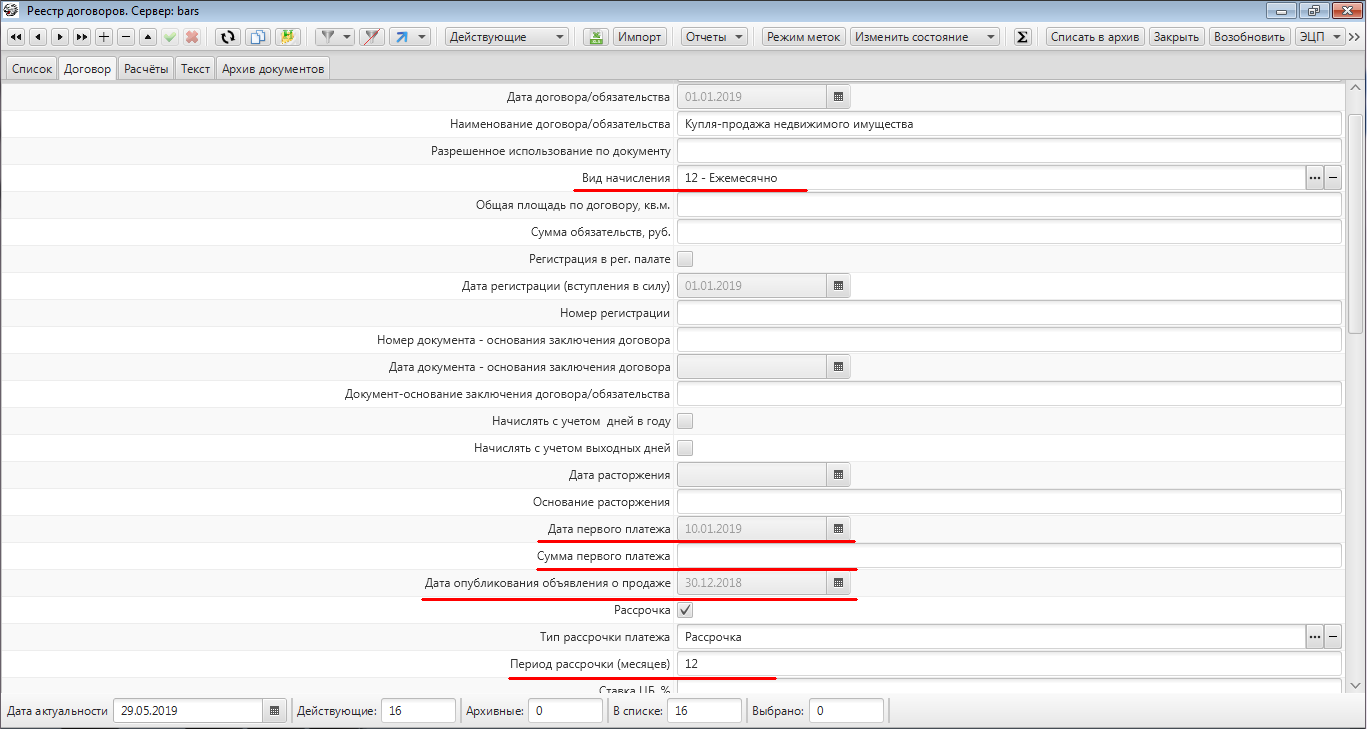 Реестр договоров. Сервер: bars
Действующие Импорт Отчеты Режим меток Изменить состояние Σ Списать в архив Закрыть Возобновить ЭЦП
Список Договор Расчёты Текст Архив документов
Дата договора/обязательства 01.01.2019
Наименование договора/обязательства Купля-продажа недвижимого имущества
Разрешенное использование по документу
Вид начисления 12 - Ежемесячно
Общая площадь по договору, кв.м.
Сумма обязательств, руб.
Регистрация в рег. палате
Дата регистрации (вступления в силу) 01.01.2019
Номер регистрации
Номер документа - основания заключения договора
Дата документа - основания заключения договора
Документ-основание заключения договора/обязательства
Начислять с учетом дней в году
Начислять с учетом выходных дней
Дата расторжения
Основание расторжения
Дата первого платежа 10.01.2019
Сумма первого платежа
Дата опубликования объявления о продаже 30.12.2018
Рассрочка
Тип рассрочки платежа Рассрочка
Период рассрочки (месяцев) 12
Ставка ЦБ, %
Дата актуальности 29.05.2019 Действующие: 16 Архивные: 0 В списке: 16 Выбрано: 0